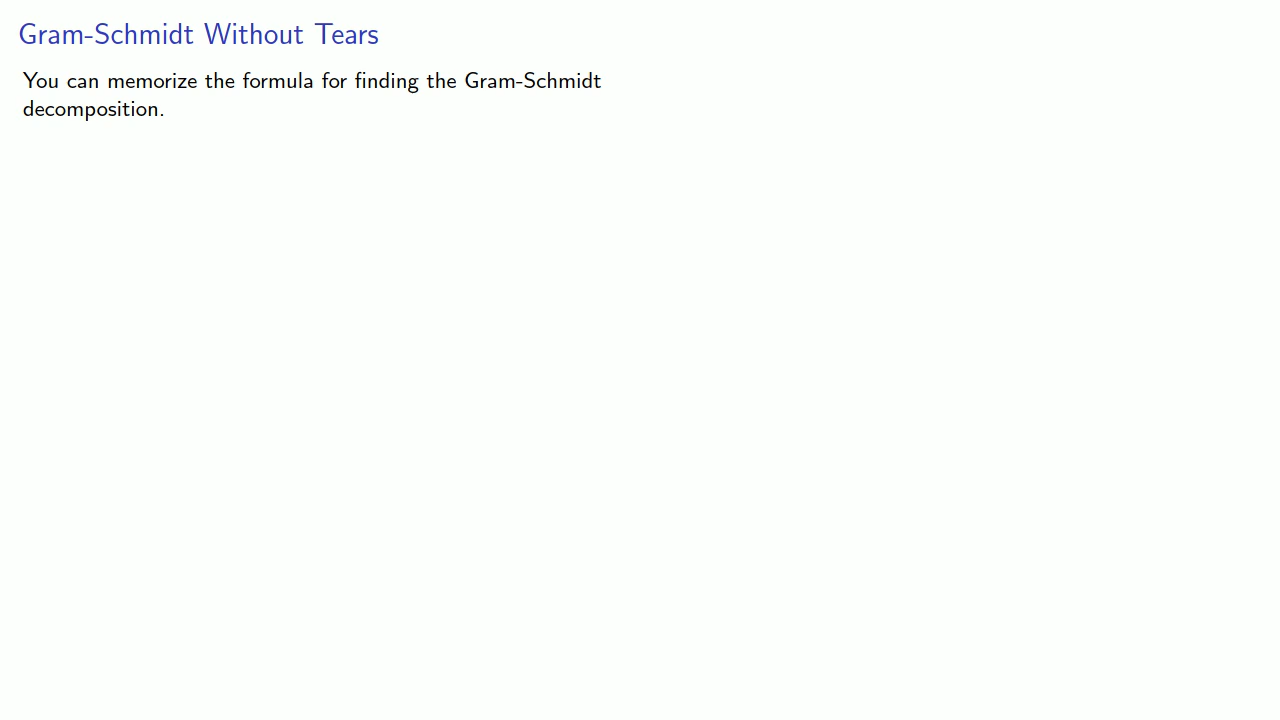 Gram-Schmidt Without Tears
You can memorize the formula for finding the Gram-Schmidt
decomposition.